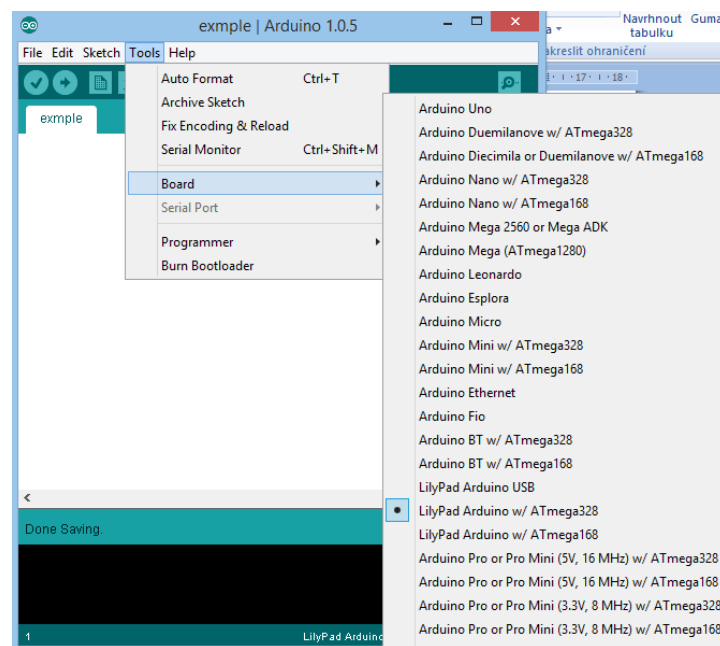 exmple | Arduino 1.0.5
Navrhnout
tabulku
akreslit ohraničení
File Edit Sketch Tools Help
17 18
exmple
Auto Format Ctrl+T
Archive Sketch
Fix Encoding & Reload
Serial Monitor Ctrl+Shift+M
Board
Serial Port
Programmer
Burn Bootloader
Arduino Uno
Arduino Duemilanove w/ ATmega328
Arduino Diecimila or Duemilanove w/ ATmega168
Arduino Nano w/ ATmega328
Arduino Nano w/ ATmega168
Arduino Mega 2560 or Mega ADK
Arduino Mega (ATmega1280)
Arduino Leonardo
Arduino Esplora
Arduino Micro
Arduino Mini w/ ATmega328
Arduino Mini w/ ATmega168
Arduino Ethernet
Arduino Fio
Arduino BT w/ ATmega328
Arduino BT w/ ATmega168
LilyPad Arduino USB
LilyPad Arduino w/ ATmega328
LilyPad Arduino w/ ATmega168
Arduino Pro or Pro Mini (5V, 16 MHz) w/ ATmega328
Arduino Pro or Pro Mini (5V, 16 MHz) w/ ATmega168
Arduino Pro or Pro Mini (3.3V, 8 MHz) w/ ATmega328
Arduino Pro or Pro Mini (3.3V, 8 MHz) w/ ATmega168
Done Saving.
1 LilyPad Arduino